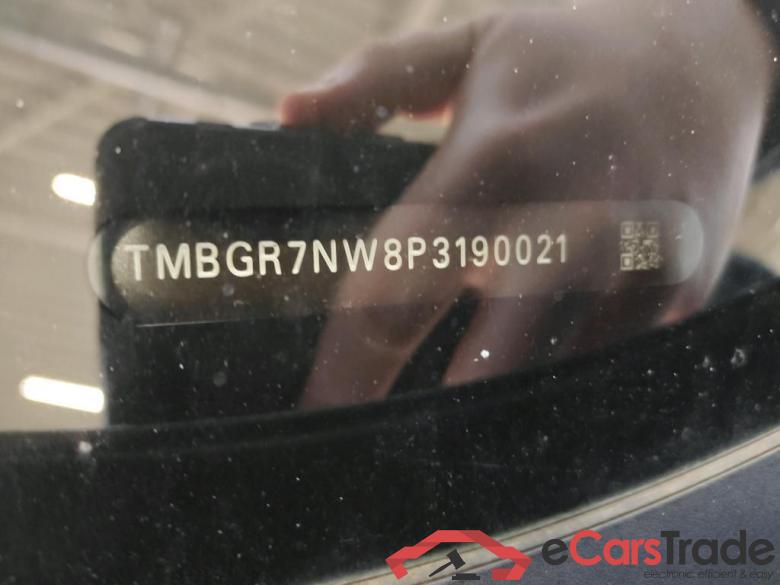 TMBGR7NW8P3190021
eCarsTrade
electronic, efficient & easy